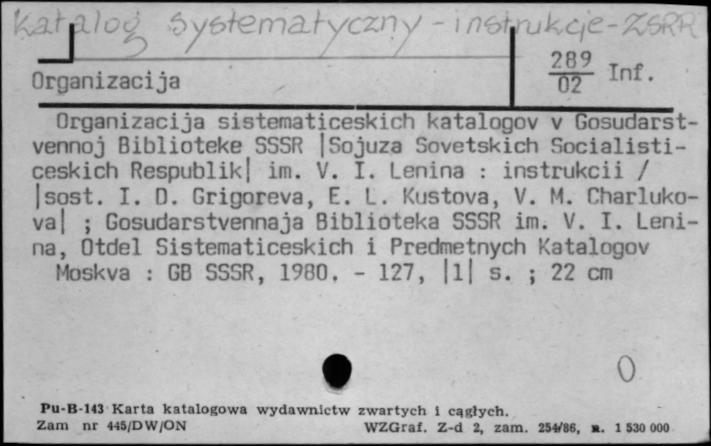 Katalog systematyczny - instrukcje - ZSRR
289
02 Inf.
Organizacija
Organizacija sistematiceskich katalogov v Gosudarst-
vennoj Biblioteke SSSR |Sojuza Sovetskich Socialisti-
ceskich Respublik| im. V. I. Lenina : instrukcii /
|sost. I. D. Grigoreva, E. L. Kustova, V. M. Charluko-
va| ; Gosudarstvennaja Biblioteka SSSR im. V. I. Leni-
na, Otdel Sistematiceskich i Predmetnych Katalogov
Moskva : GB SSSR, 1980. - 127, |1| s. ; 22 cm
0
Pu-B-143 Karta katalogowa wydawnictw zwartych i cągłych.
Zam nr 445/DW/ON WZGraf. Z-d 2, zam. 254/86, n. 1 530 000